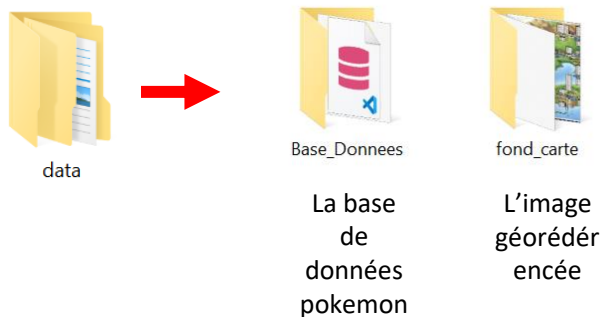 data
Base_Donnees
fond_carte
La base
de
données
pokemon
L'image
géorédér
encée